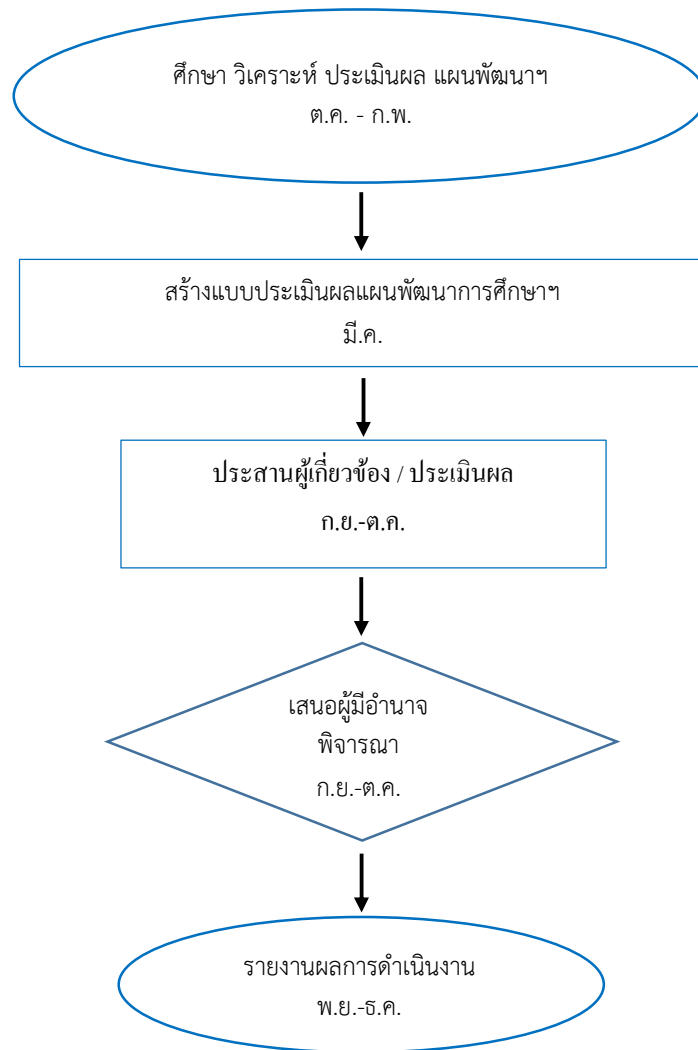 ศึกษา วิเคราะห์ ประเมินผล แผนพัฒนาฯ
ต.ค. - ก.พ.
สร้างแบบประเมินผลแผนพัฒนาการศึกษาฯ
มี.ค.
ประสานผู้เกี่ยวข้อง / ประเมินผล
ก.ย.-ต.ค.
เสนอผู้มีอำนาจ
พิจารณา
ก.ย.-ต.ค.
รายงานผลการดำเนินงาน
พ.ย.-ธ.ค.